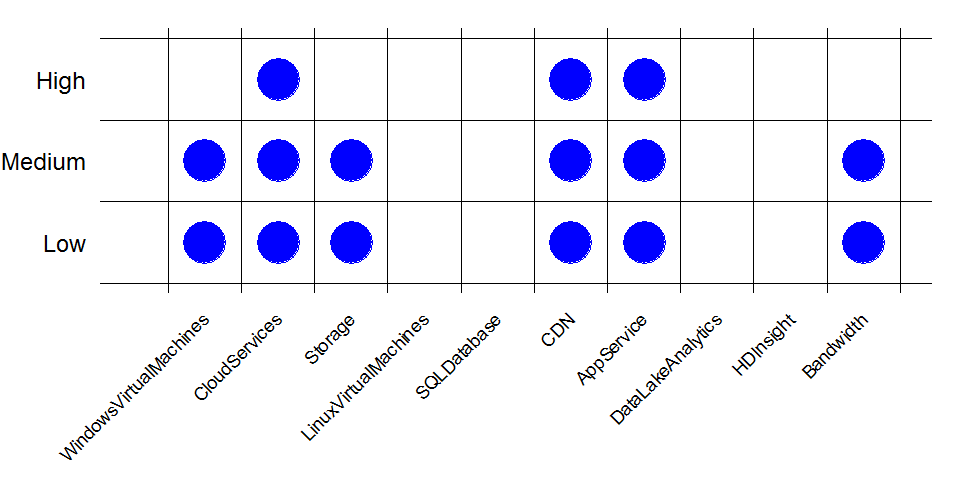 High
Medium
Low
WindowsVirtualMachines
CloudServices
Storage
LinuxVirtualMachines
SQLDatabase
CDN
AppService
DataLakeAnalytics
HDInsight
Bandwidth